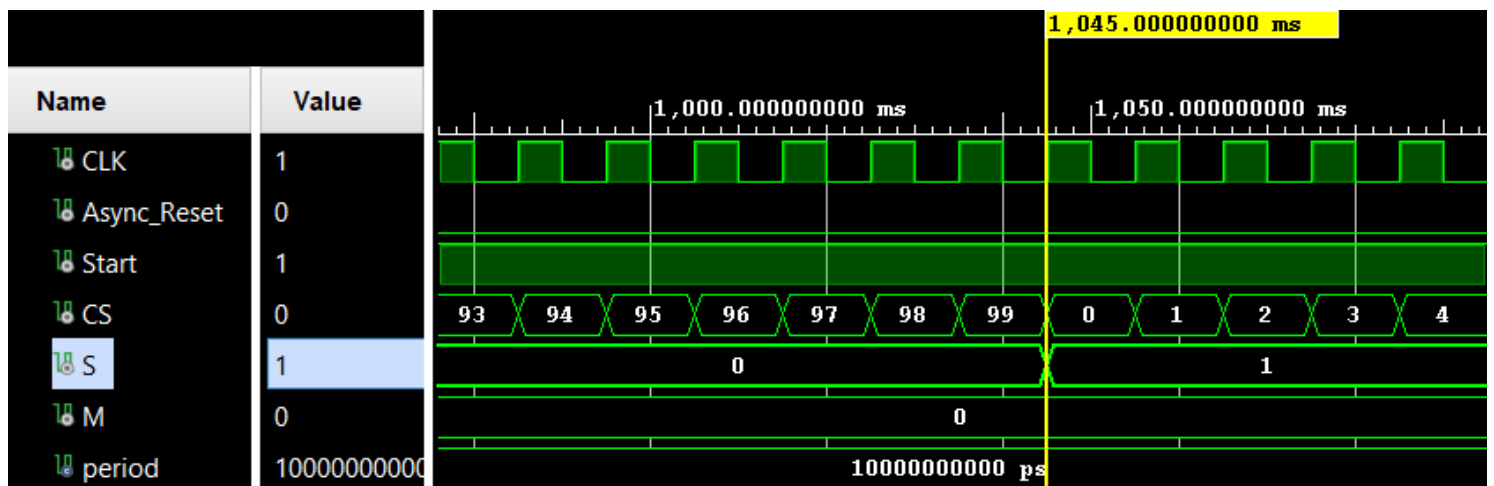 1,045.000000000 ms
Name Value
1,000.000000000 ms 1,050.000000000 ms
CLK 1
Async_Reset 0
Start 1
CS 0 93 94 95 96 97 98 99 0 1 2 3 4
S 1 0 1
M 0 0
period 10000000000 10000000000 ps